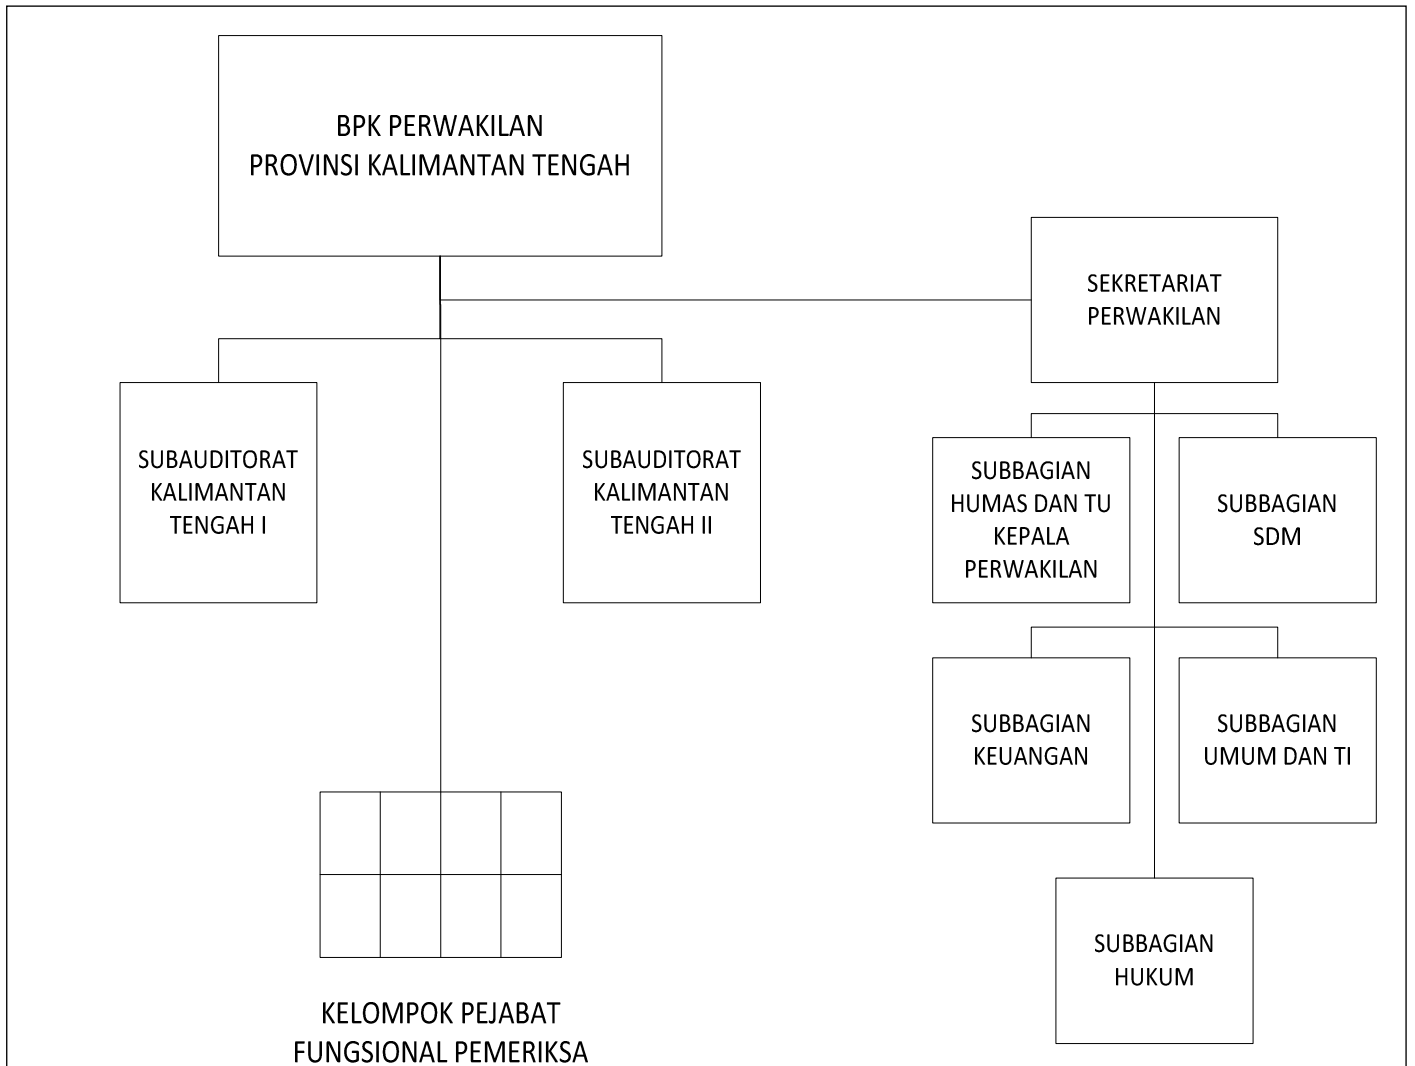 BPK PERWAKILAN
PROVINSI KALIMANTAN TENGAH
SEKRETARIAT
PERWAKILAN
SUBAUDITORAT
KALIMANTAN
TENGAH I
SUBAUDITORAT
KALIMANTAN
TENGAH II
SUBBAGIAN
HUMAS DAN TU
KEPALA
PERWAKILAN
SUBBAGIAN
SDM
SUBBAGIAN
KEUANGAN
SUBBAGIAN
UMUM DAN TI
SUBBAGIAN
HUKUM
KELOMPOK PEJABAT
FUNGSIONAL PEMERIKSA